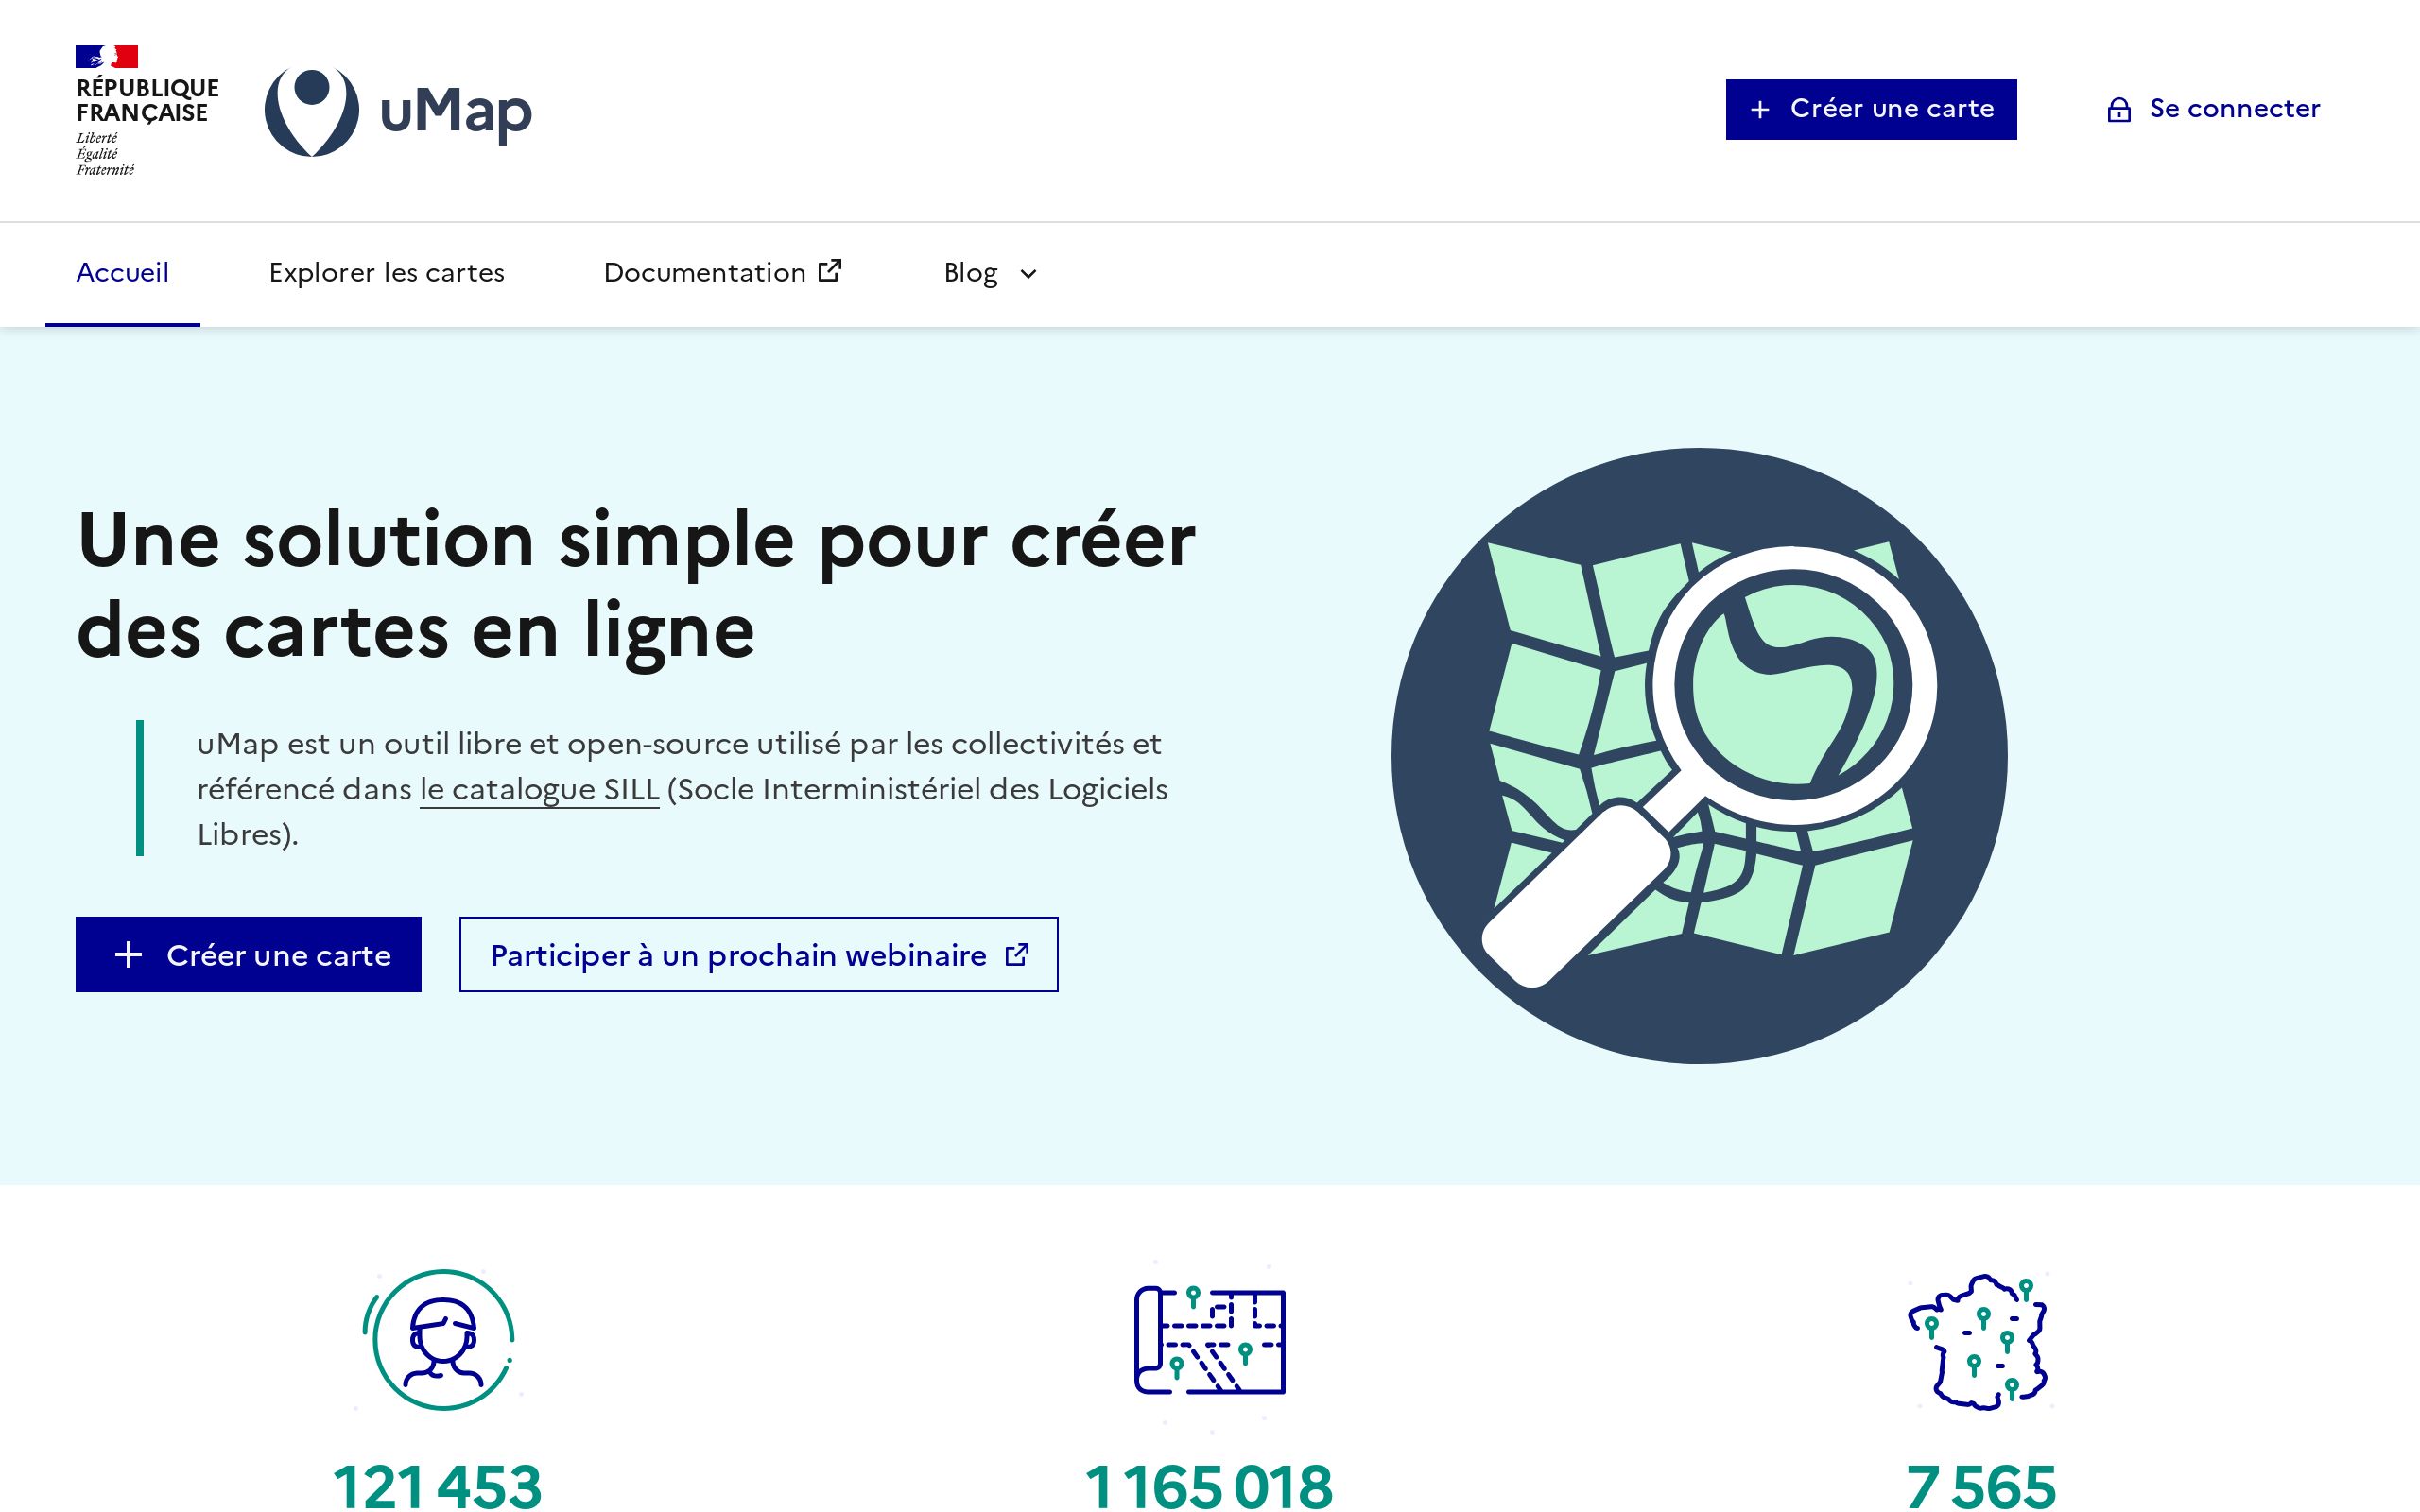 RÉPUBLIQUE
FRANÇAISE
Liberté
Égalité
Fraternité
uMap
Créer une carte
Se connecter
Accueil
Explorer les cartes
Documentation
Blog
Une solution simple pour créer
des cartes en ligne
uMap est un outil libre et open-source utilisé par les collectivités et
référencé dans le catalogue SILL (Socle Interministériel des Logiciels
Libres).
Créer une carte
Participer à un prochain webinaire
121 453
1 165 018
7 565